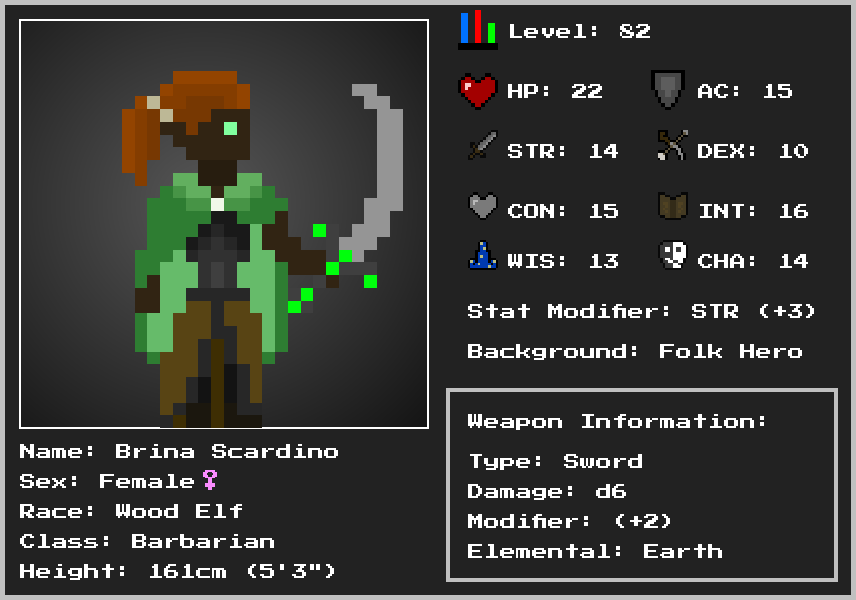 Level: 82
HP: 22
AC: 15
STR: 14
DEX: 10
CON: 15
INT: 16
WIS: 13
CHA: 14
Stat Modifier: STR (+3)
Background: Folk Hero
Weapon Information:
Type: Sword
Damage: d6
Modifier: (+2)
Elemental: Earth
Name: Brina Scardino
Sex: Female♀
Race: Wood Elf
Class: Barbarian
Height: 161cm (5'3")